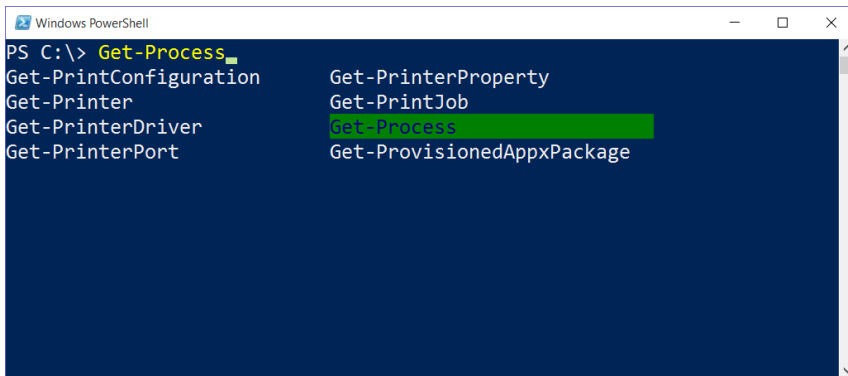 Windows PowerShell
PS C:\> Get-Process
Get-PrintConfiguration Get-PrinterProperty
Get-Printer Get-PrintJob
Get-PrinterDriver Get-Process
Get-PrinterPort Get-ProvisionedAppxPackage